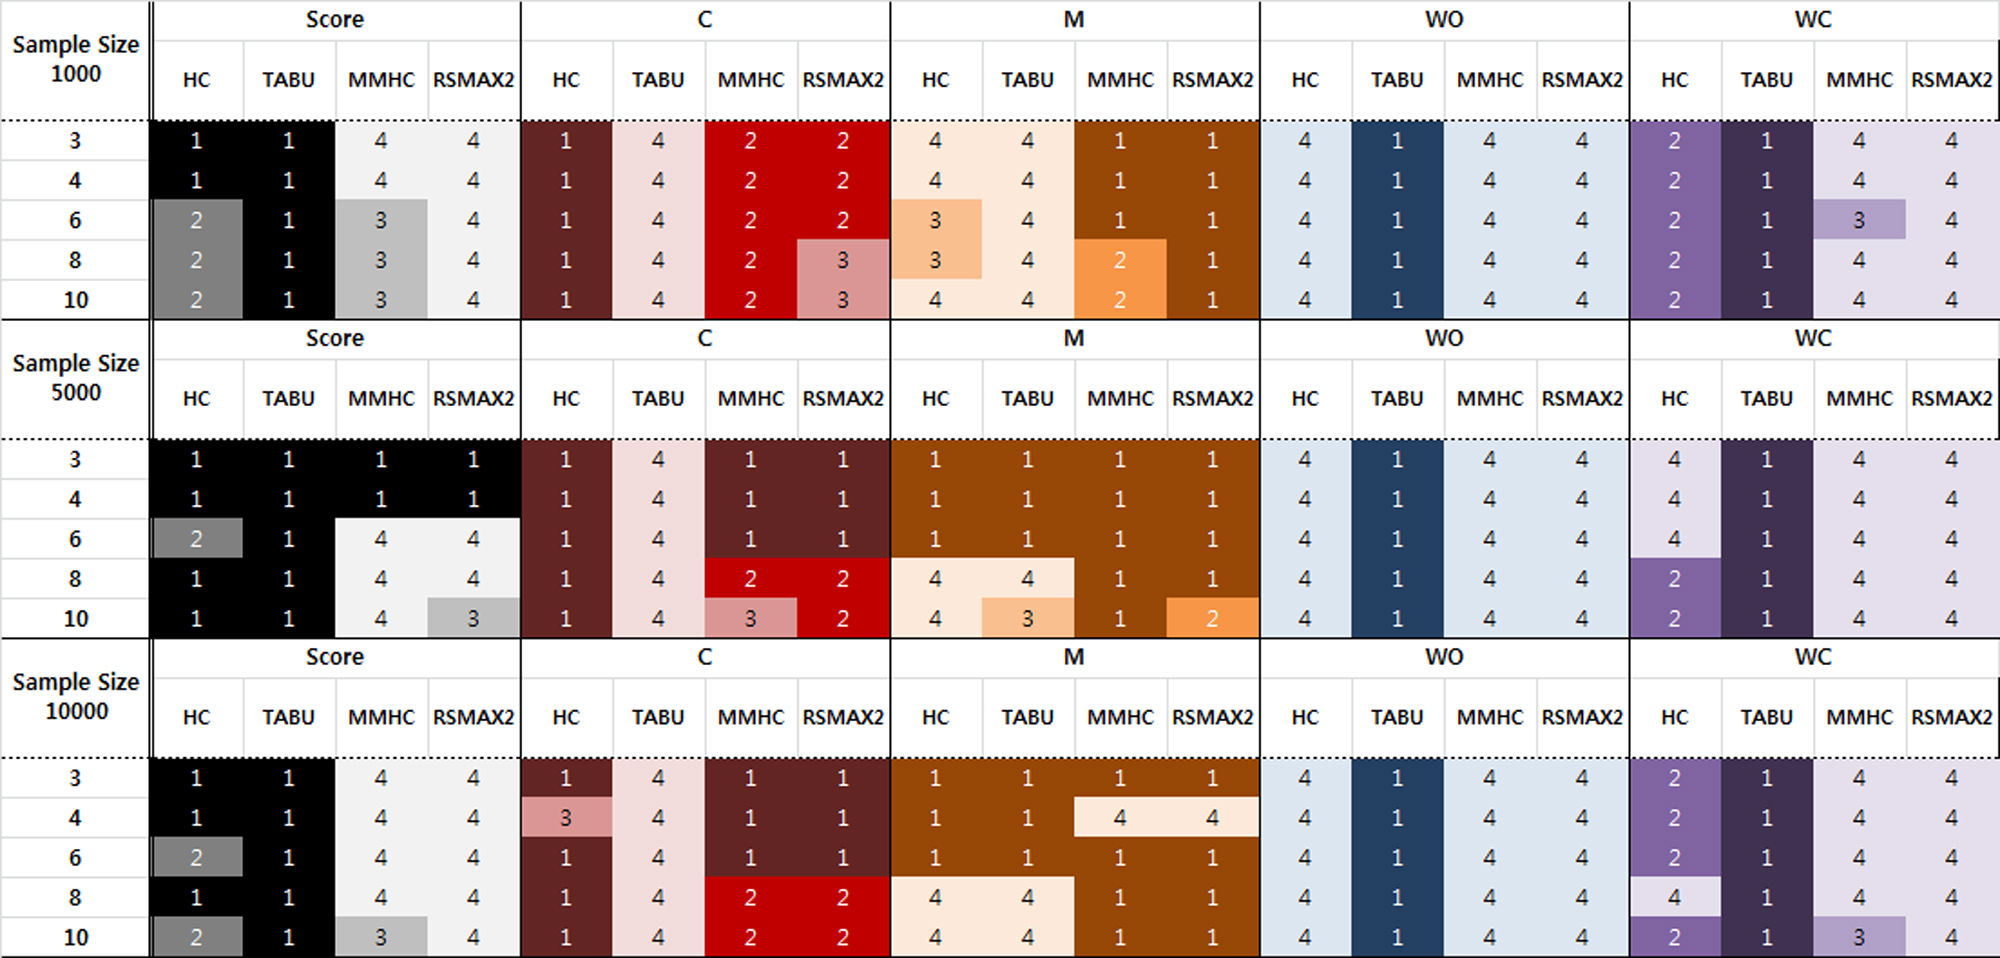 Sample Size 1000 Score C M WO WC
HC TABU MMHC RSMAX2 HC TABU MMHC RSMAX2 HC TABU MMHC RSMAX2 HC TABU MMHC RSMAX2 HC TABU MMHC RSMAX2
3 1 1 4 4 1 4 2 2 4 4 1 1 4 1 4 4 2 1 4 4
4 1 1 4 4 1 4 2 2 4 4 1 1 4 1 4 4 2 1 4 4
6 2 1 3 4 1 4 2 2 3 4 1 1 4 1 4 4 2 1 3 4
8 2 1 3 4 1 4 2 3 3 4 2 1 4 1 4 4 2 1 4 4
10 2 1 3 4 1 4 2 3 4 4 2 1 4 1 4 4 2 1 4 4
Sample Size 5000 Score C M WO WC
HC TABU MMHC RSMAX2 HC TABU MMHC RSMAX2 HC TABU MMHC RSMAX2 HC TABU MMHC RSMAX2 HC TABU MMHC RSMAX2
3 1 1 1 1 1 4 1 1 1 1 1 1 4 1 4 4 4 1 4 4
4 1 1 1 1 1 4 1 1 1 1 1 1 4 1 4 4 4 1 4 4
6 2 1 4 4 1 4 1 1 1 1 1 1 4 1 4 4 4 1 4 4
8 1 1 4 4 1 4 2 2 4 4 1 1 4 1 4 4 2 1 4 4
10 1 1 4 3 1 4 3 2 4 3 1 2 4 1 4 4 2 1 4 4
Sample Size 10000 Score C M WO WC
HC TABU MMHC RSMAX2 HC TABU MMHC RSMAX2 HC TABU MMHC RSMAX2 HC TABU MMHC RSMAX2 HC TABU MMHC RSMAX2
3 1 1 4 4 1 4 1 1 1 1 1 1 4 1 4 4 2 1 4 4
4 1 1 4 4 3 4 1 1 1 1 4 4 4 1 4 4 2 1 4 4
6 2 1 4 4 1 4 1 1 1 1 1 1 4 1 4 4 2 1 4 4
8 1 1 4 4 1 4 2 2 4 4 1 1 4 1 4 4 4 1 4 4
10 2 1 3 4 1 4 2 2 4 4 1 1 4 1 4 4 2 1 3 4